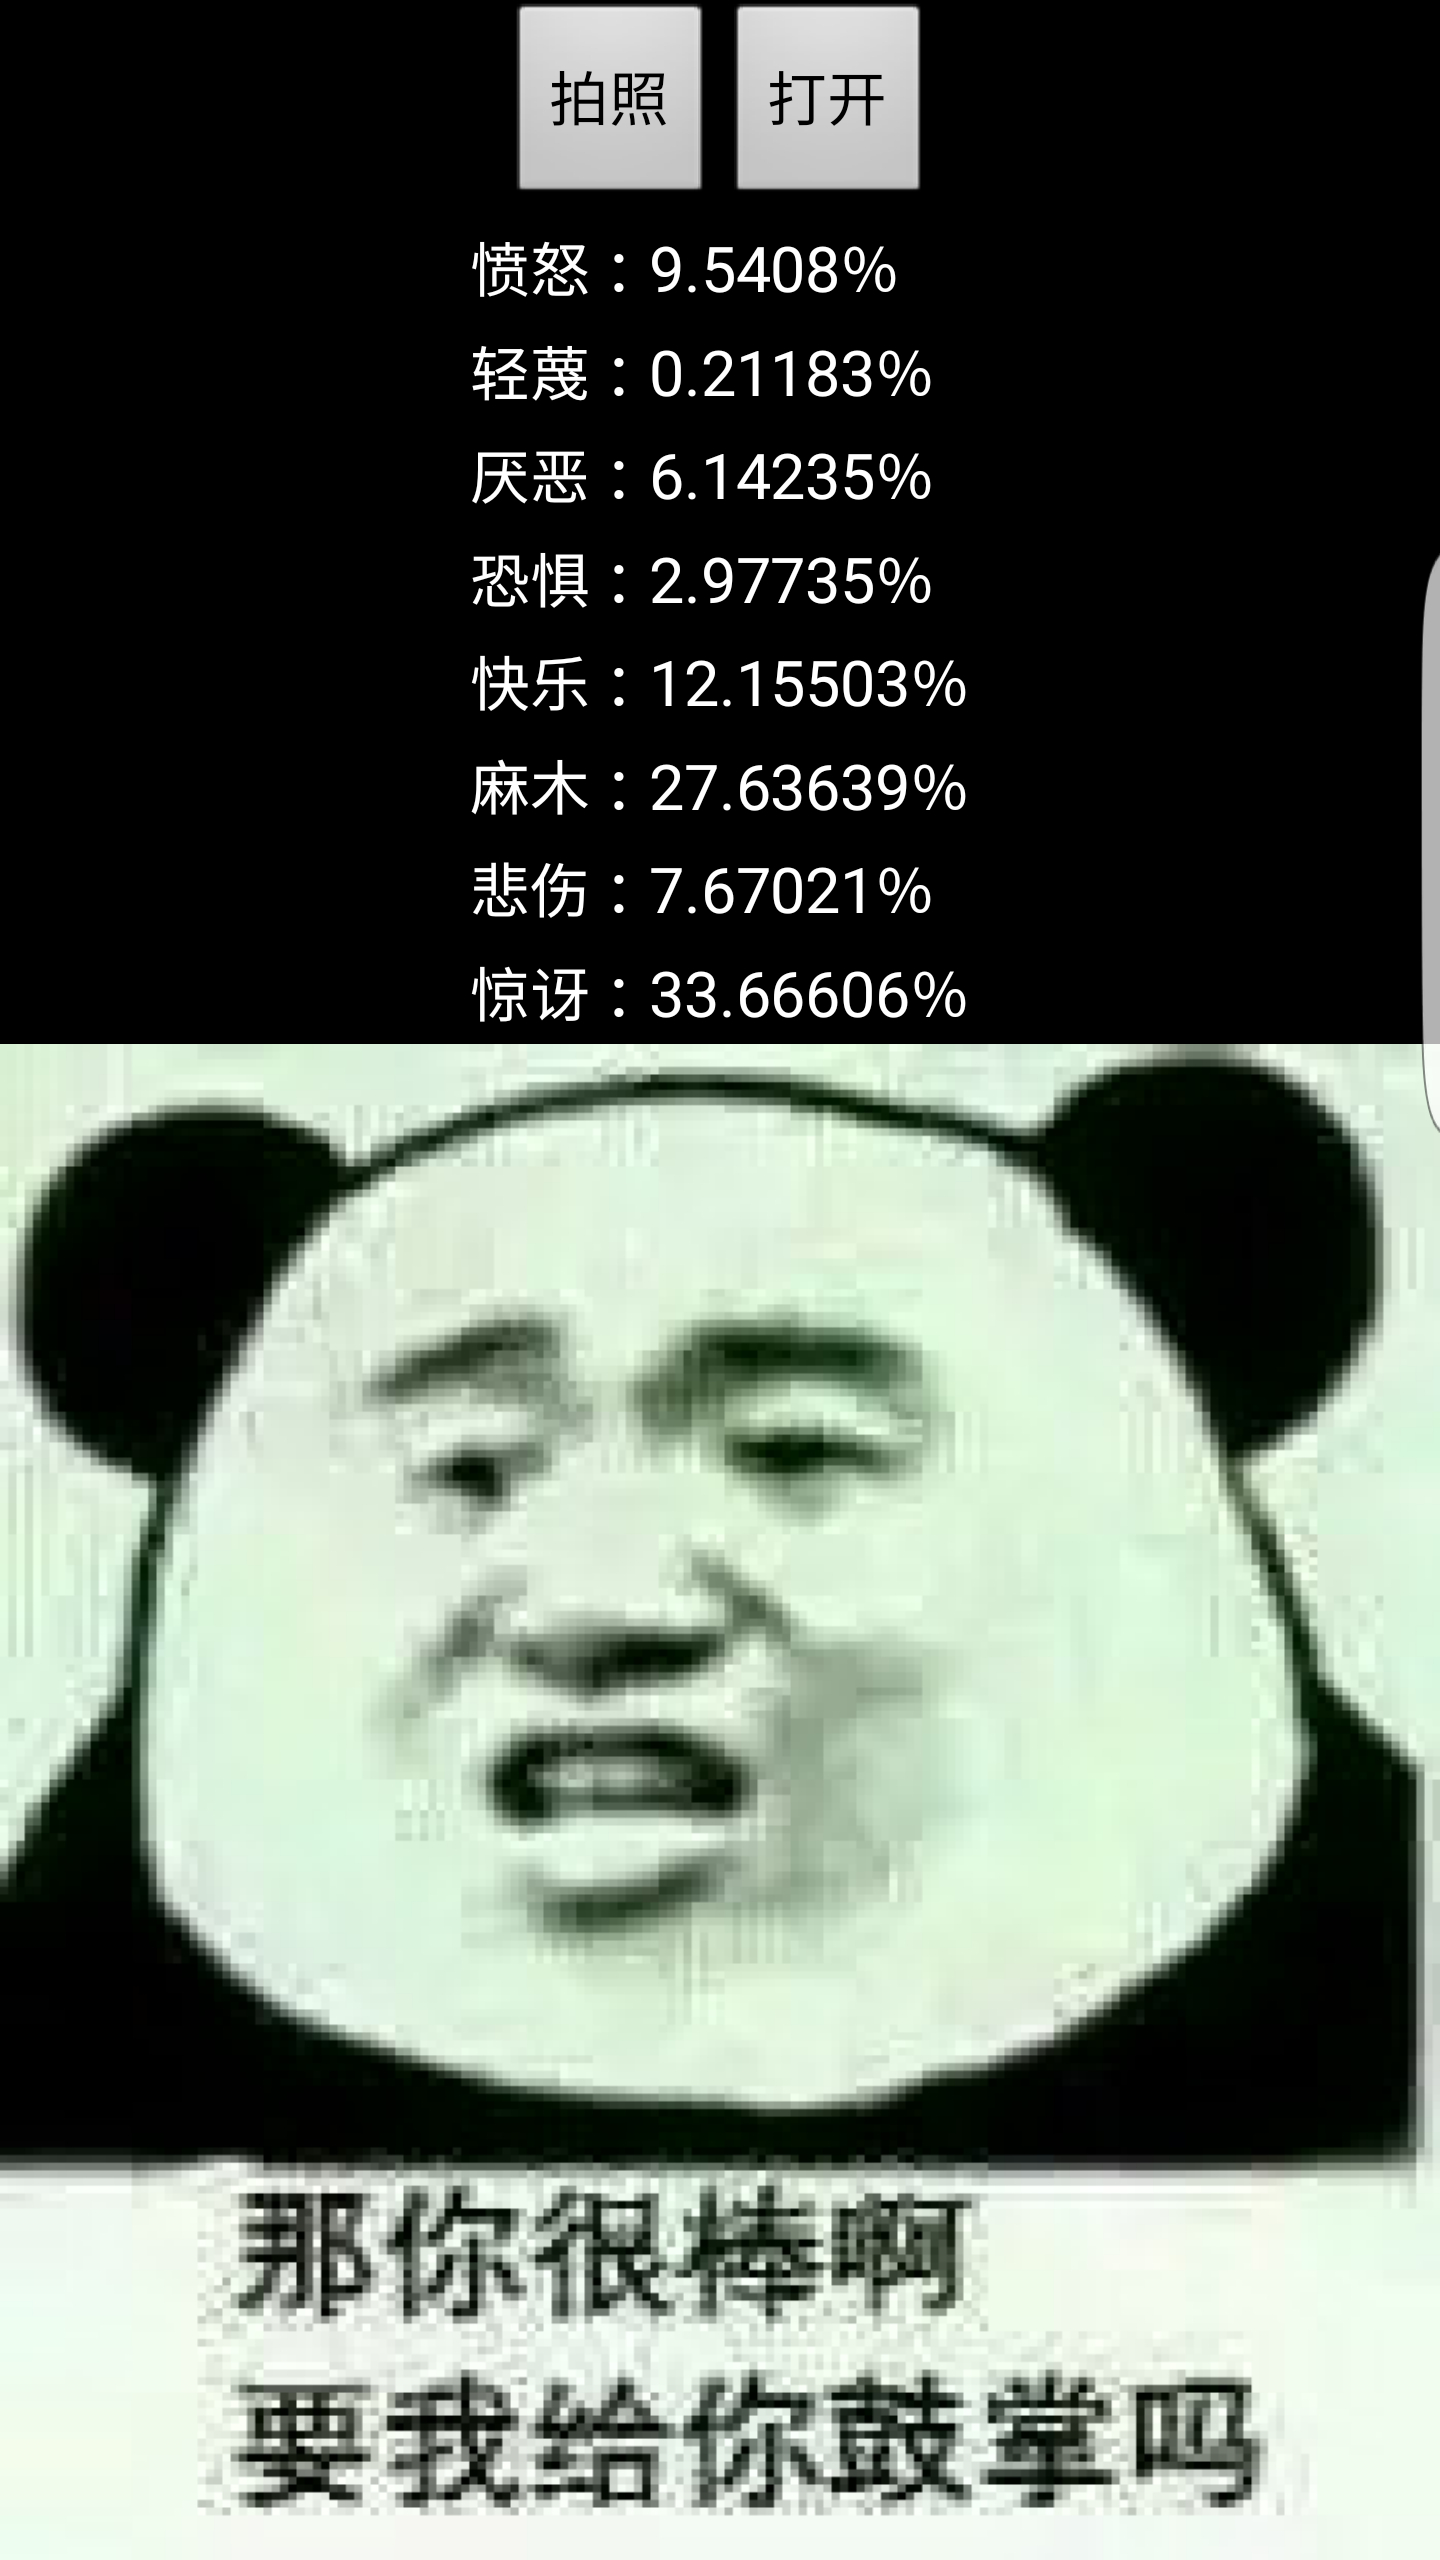 拍照 打开
愤怒：9.5408%
轻蔑：0.21183%
厌恶：6.14235%
恐惧：2.97735%
快乐：12.15503%
麻木：27.63639%
悲伤：7.67021%
惊讶：33.66606%
那你很棒啊
要我给你鼓掌吗